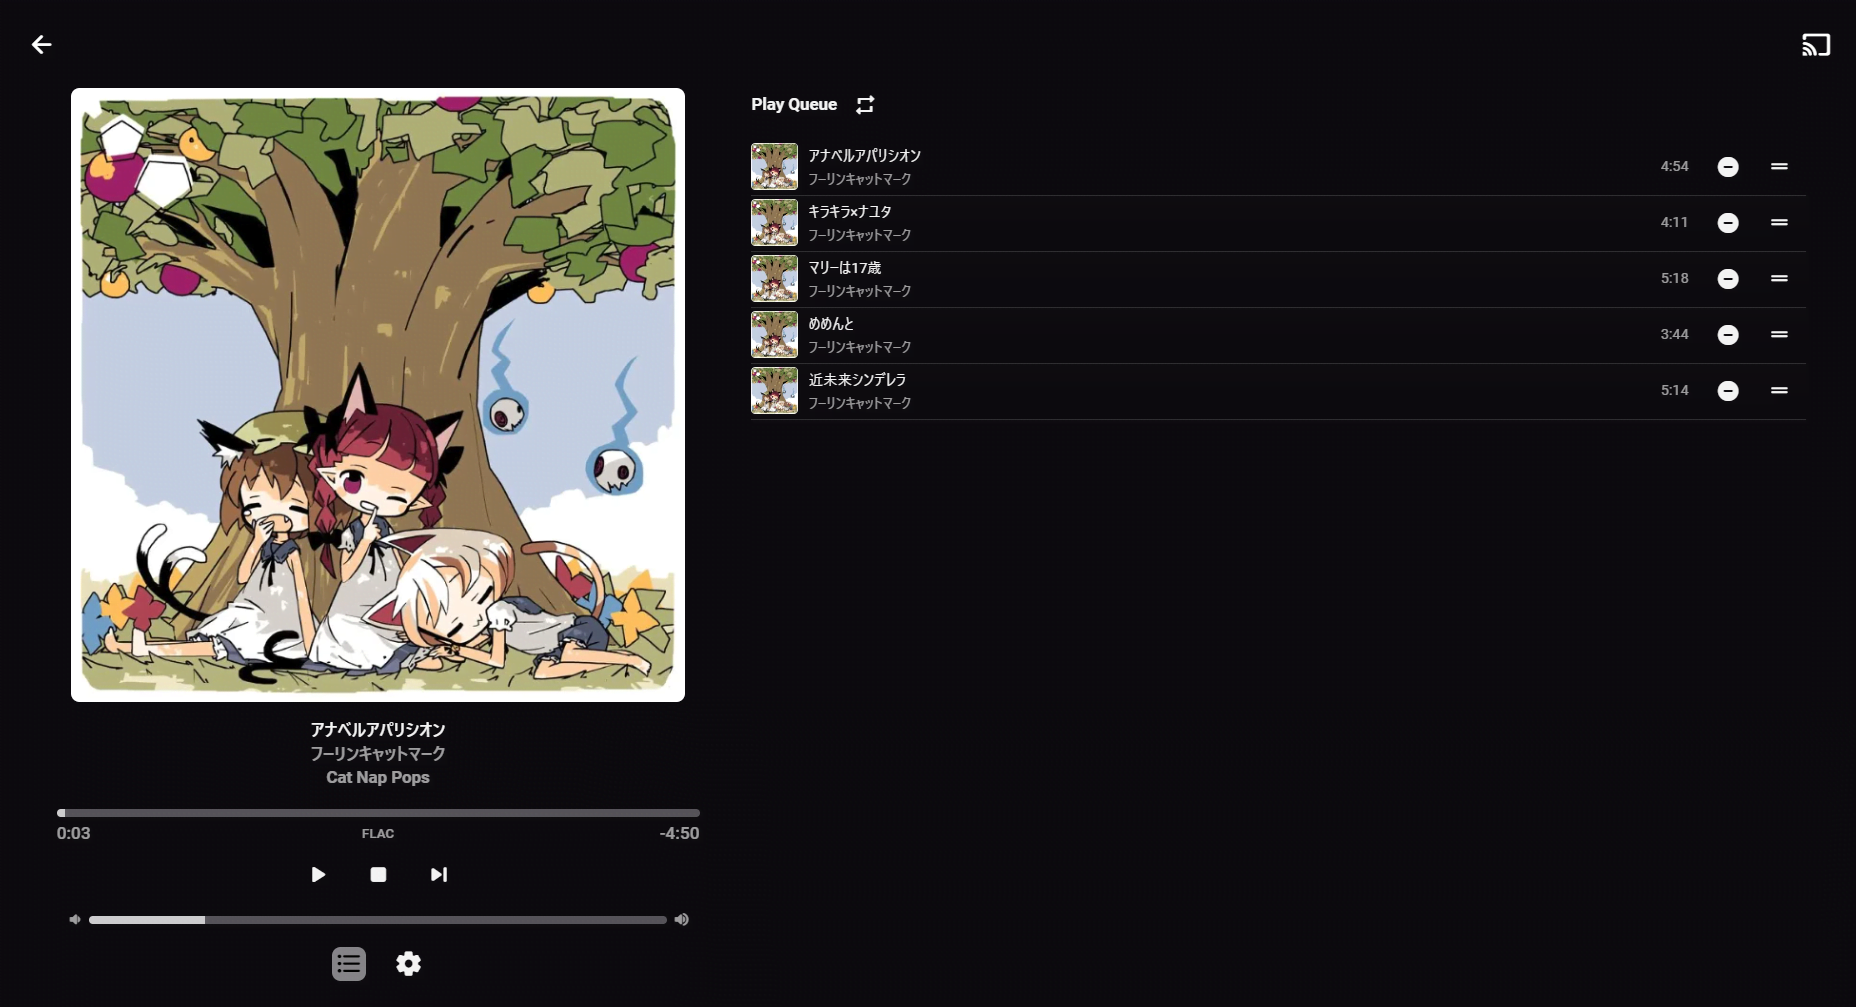 アナベルアパリシオン
フーリンキャットマーク
Cat Nap Pops
0:03
FLAC
-4:50
Play Queue
アナベルアパリシオン
フーリンキャットマーク
4:54
キラキラ×ナユタ
フーリンキャットマーク
4:11
マリーは17歳
フーリンキャットマーク
5:18
めめんと
フーリンキャットマーク
3:44
近未来シンデレラ
フーリンキャットマーク
5:14